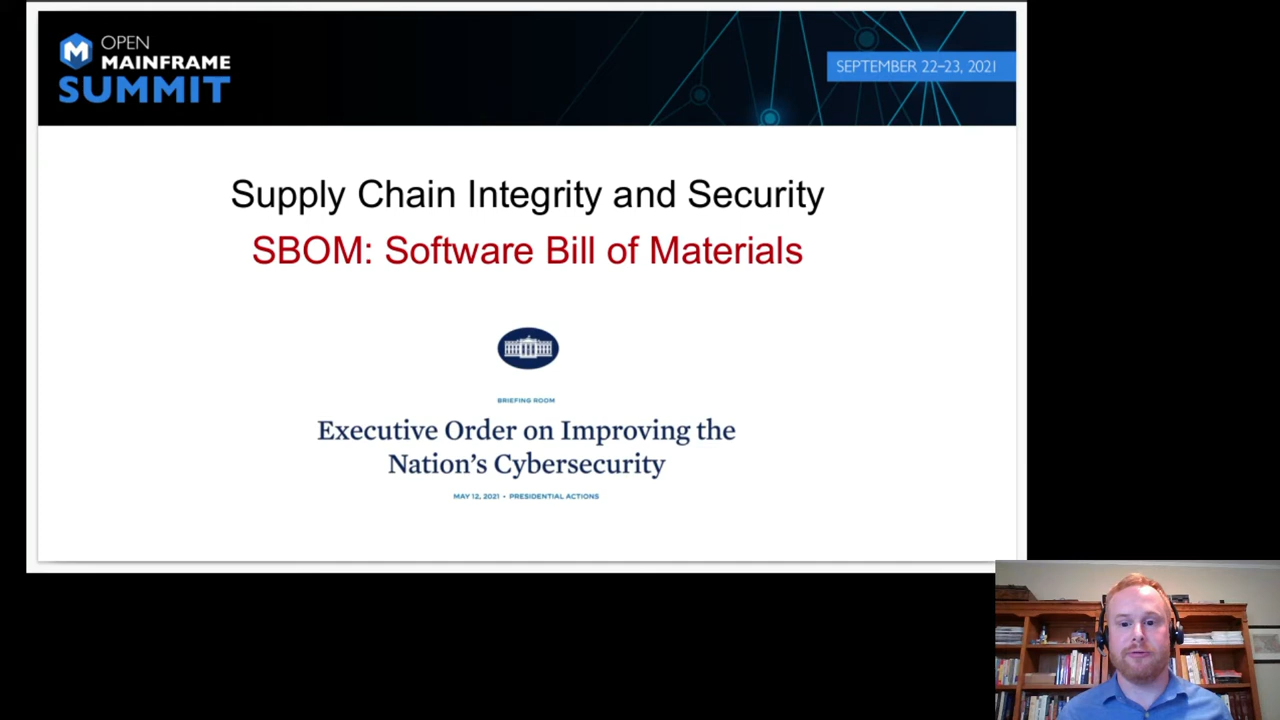 OPEN
MAINFRAME
SUMMIT
SEPTEMBER 22–23, 2021
Supply Chain Integrity and Security
SBOM: Software Bill of Materials
BRIEFING ROOM
Executive Order on Improving the
Nation's Cybersecurity
MAY 12, 2021 • PRESIDENTIAL ACTIONS